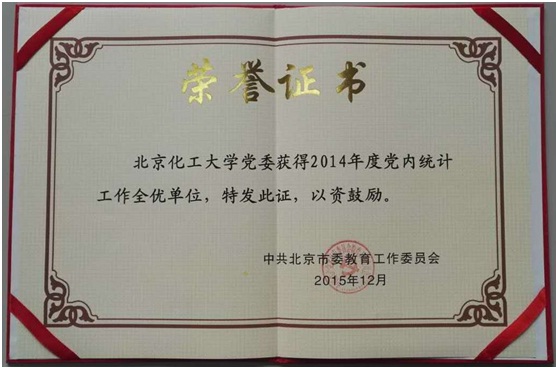 荣誉证书
北京化工大学党委获得2014年度党内统计
工作全优单位，特发此证，以资鼓励。
中共北京市委教育工作委员会
2015年12月